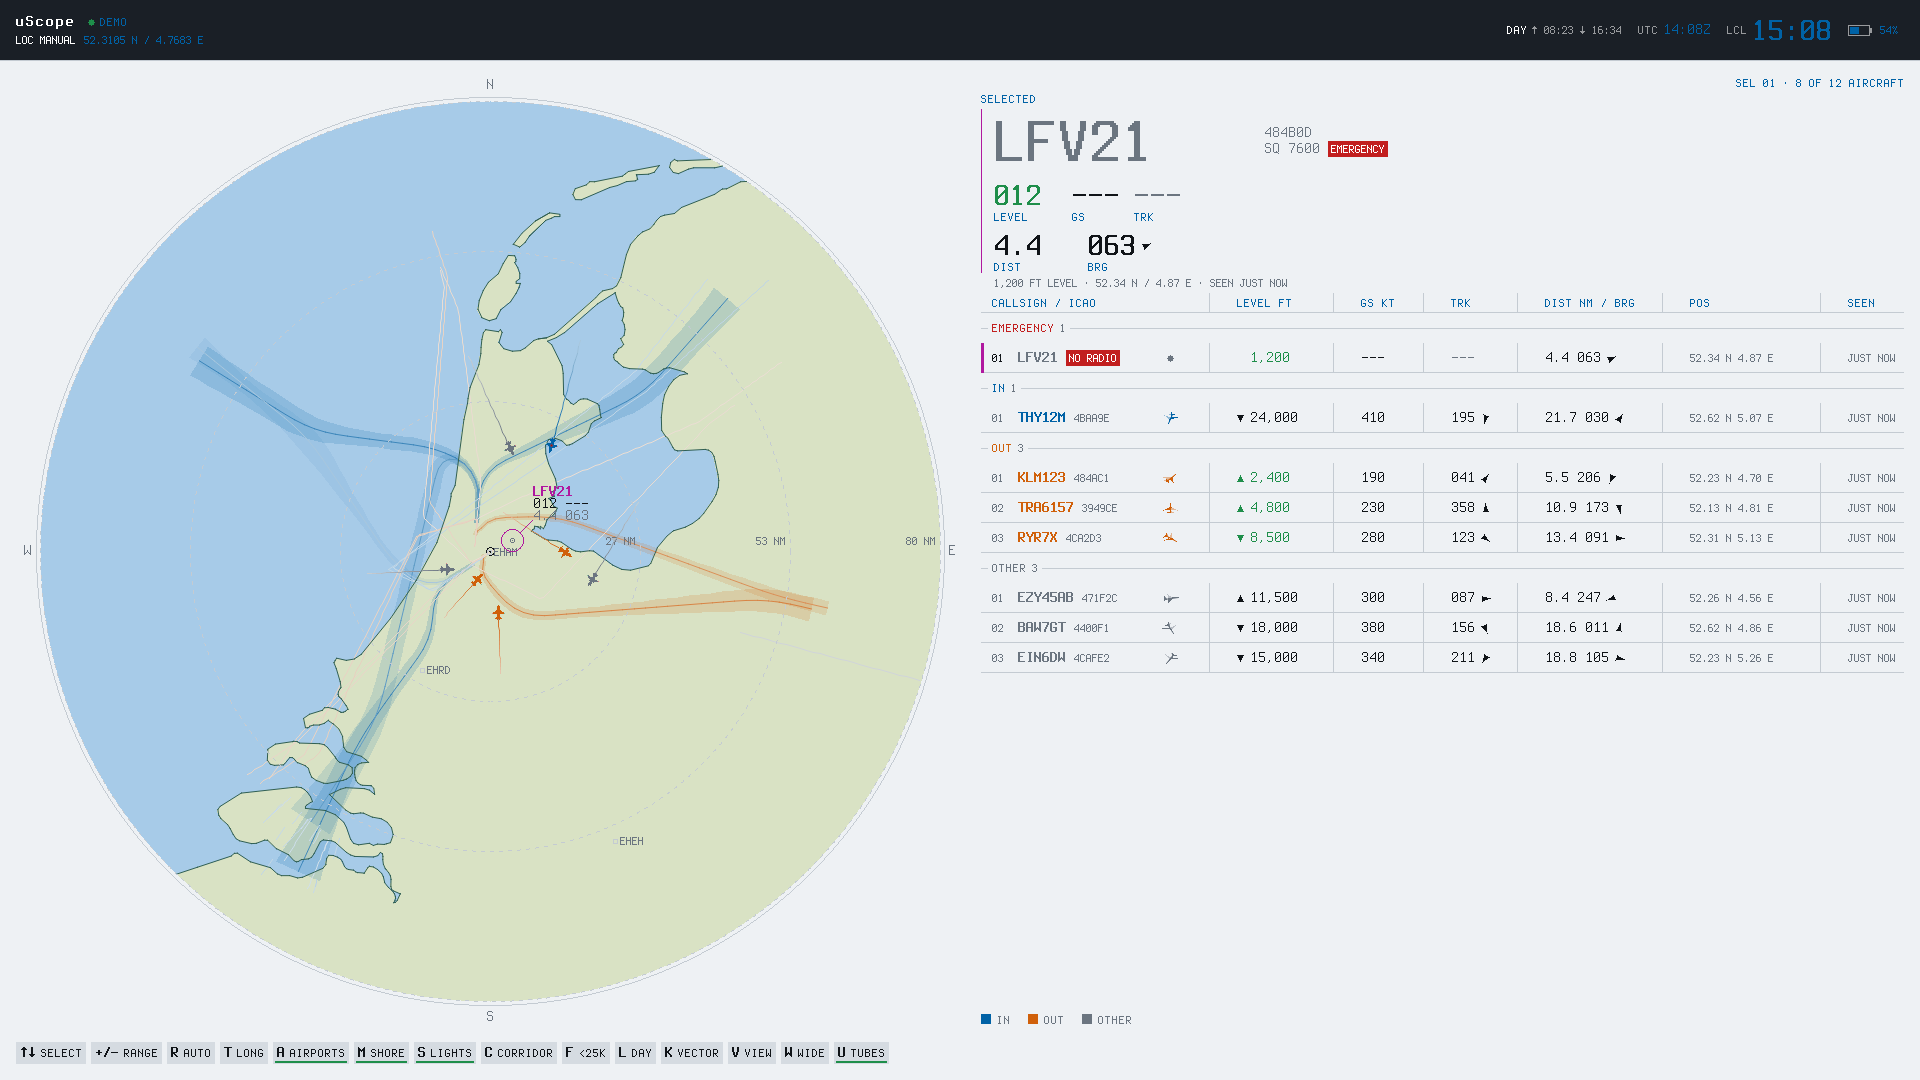 uScope DEMO
LOC MANUAL 52.3105 N / 4.7683 E
DAY ↑ 08:23 ↓ 16:34 UTC 14:08Z LCL 15:08 54%
SEL 01 · 8 OF 12 AIRCRAFT
SELECTED
LFV21
484B0D
SQ 7600 EMERGENCY
012 --- ---
LEVEL GS TRK
4.4 063
DIST BRG
1,200 FT LEVEL · 52.34 N / 4.87 E · SEEN JUST NOW
CALLSIGN / ICAO LEVEL FT GS KT TRK DIST NM / BRG POS SEEN
EMERGENCY 1
01 LFV21 NO RADIO 1,200 --- --- 4.4 063 52.34 N 4.87 E JUST NOW
IN 1
01 THY12M 4BAA9E ▼ 24,000 410 195 21.7 030 52.62 N 5.07 E JUST NOW
OUT 3
01 KLM123 484AC1 ▲ 2,400 190 041 5.5 206 52.23 N 4.70 E JUST NOW
02 TRA6157 3949CE ▲ 4,800 230 358 10.9 173 52.13 N 4.81 E JUST NOW
03 RYR7X 4CA2D3 ▼ 8,500 280 123 13.4 091 52.31 N 5.13 E JUST NOW
OTHER 3
01 EZY45AB 471F2C ▲ 11,500 300 087 8.4 247 52.26 N 4.56 E JUST NOW
02 BAW7GT 4400F1 ▼ 18,000 380 156 18.6 011 52.62 N 4.86 E JUST NOW
03 EIN6DW 4CAFE2 ▼ 15,000 340 211 18.8 105 52.23 N 5.26 E JUST NOW
N
W
E
S
LFV21
012 ---
4.4 063
EHAM
27 NM
53 NM
80 NM
EHRD
EHEH
IN OUT OTHER
↑↓ SELECT +/- RANGE R AUTO T LONG A AIRPORTS M SHORE S LIGHTS C CORRIDOR F <25K L DAY K VECTOR V VIEW W WIDE U TUBES